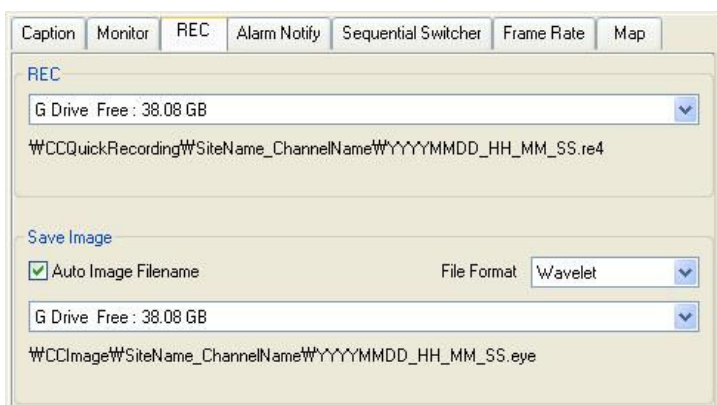 Caption Monitor REC Alarm Notify Sequential Switcher Frame Rate Map
REC
G Drive Free : 38.08 GB
₩CCQuickRecording₩SiteName_ChannelName₩YYYYMMDD_HH_MM_SS.re4
Save Image
Auto Image Filename File Format Wavelet
G Drive Free : 38.08 GB
₩CCImage₩SiteName_ChannelName₩YYYYMMDD_HH_MM_SS.eye